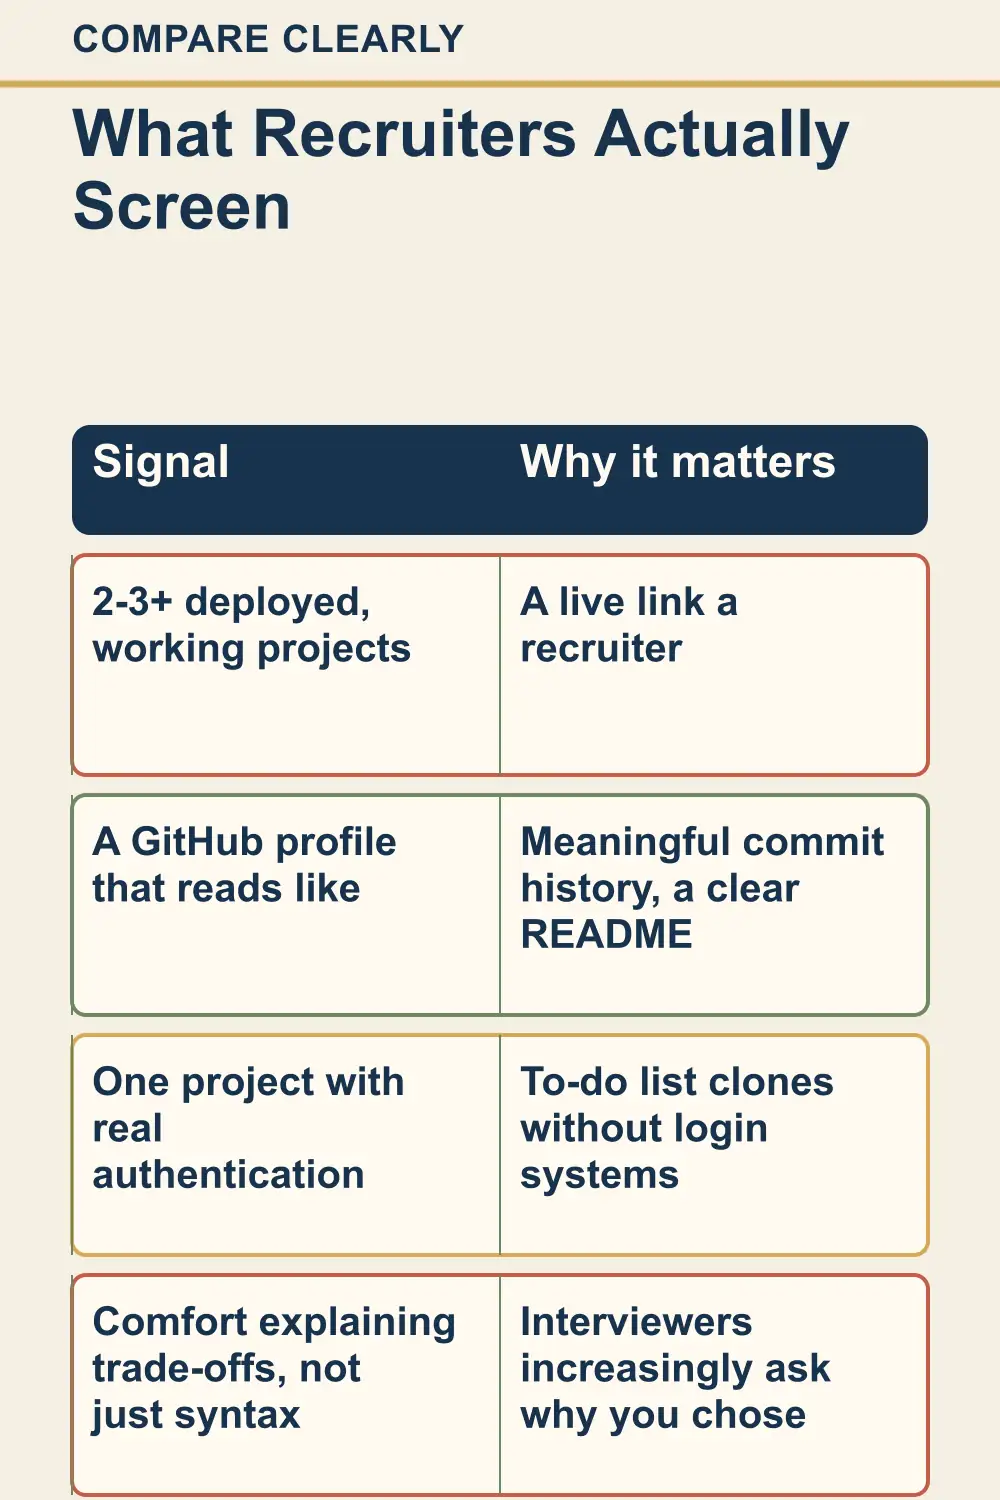 COMPARE CLEARLY
What Recruiters Actually
Screen
Signal
Why it matters
2-3+ deployed,
working projects
A live link a
recruiter
A GitHub profile
that reads like
Meaningful commit
history, a clear
README
One project with
real
authentication
To-do list clones
without login
systems
Comfort explaining
trade-offs, not
just syntax
Interviewers
increasingly ask
why you chose